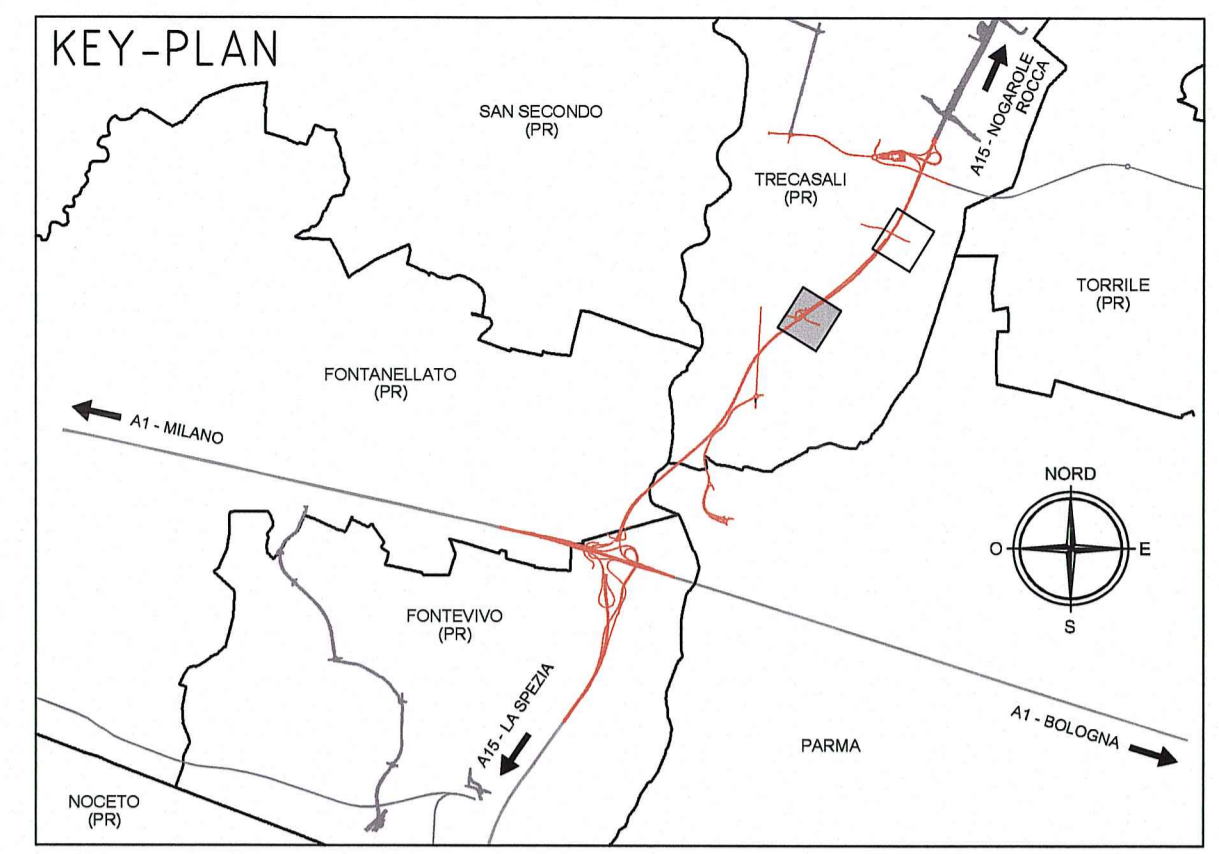 KEY-PLAN
SAN SECONDO
(PR)
A15 - NOGAROLE
ROCCA
TRECASALI
(PR)
TORRILE
(PR)
FONTANELLATO
(PR)
A1 - MILANO
NORD
O
E
S
FONTEVIVO
(PR)
A15 - LA SPEZIA
A1 - BOLOGNA
PARMA
NOCETO
(PR)